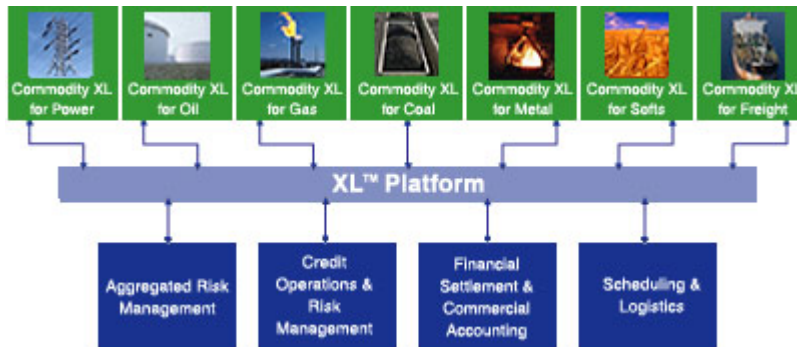 Commodity XL
for Power
Commodity XL
for Oil
Commodity XL
for Gas
Commodity XL
for Coal
Commodity XL
for Metal
Commodity XL
for Softs
Commodity XL
for Freight
XL™ Platform
Aggregated Risk
Management
Credit
Operations &
Risk
Management
Financial
Settlement &
Commercial
Accounting
Scheduling &
Logistics